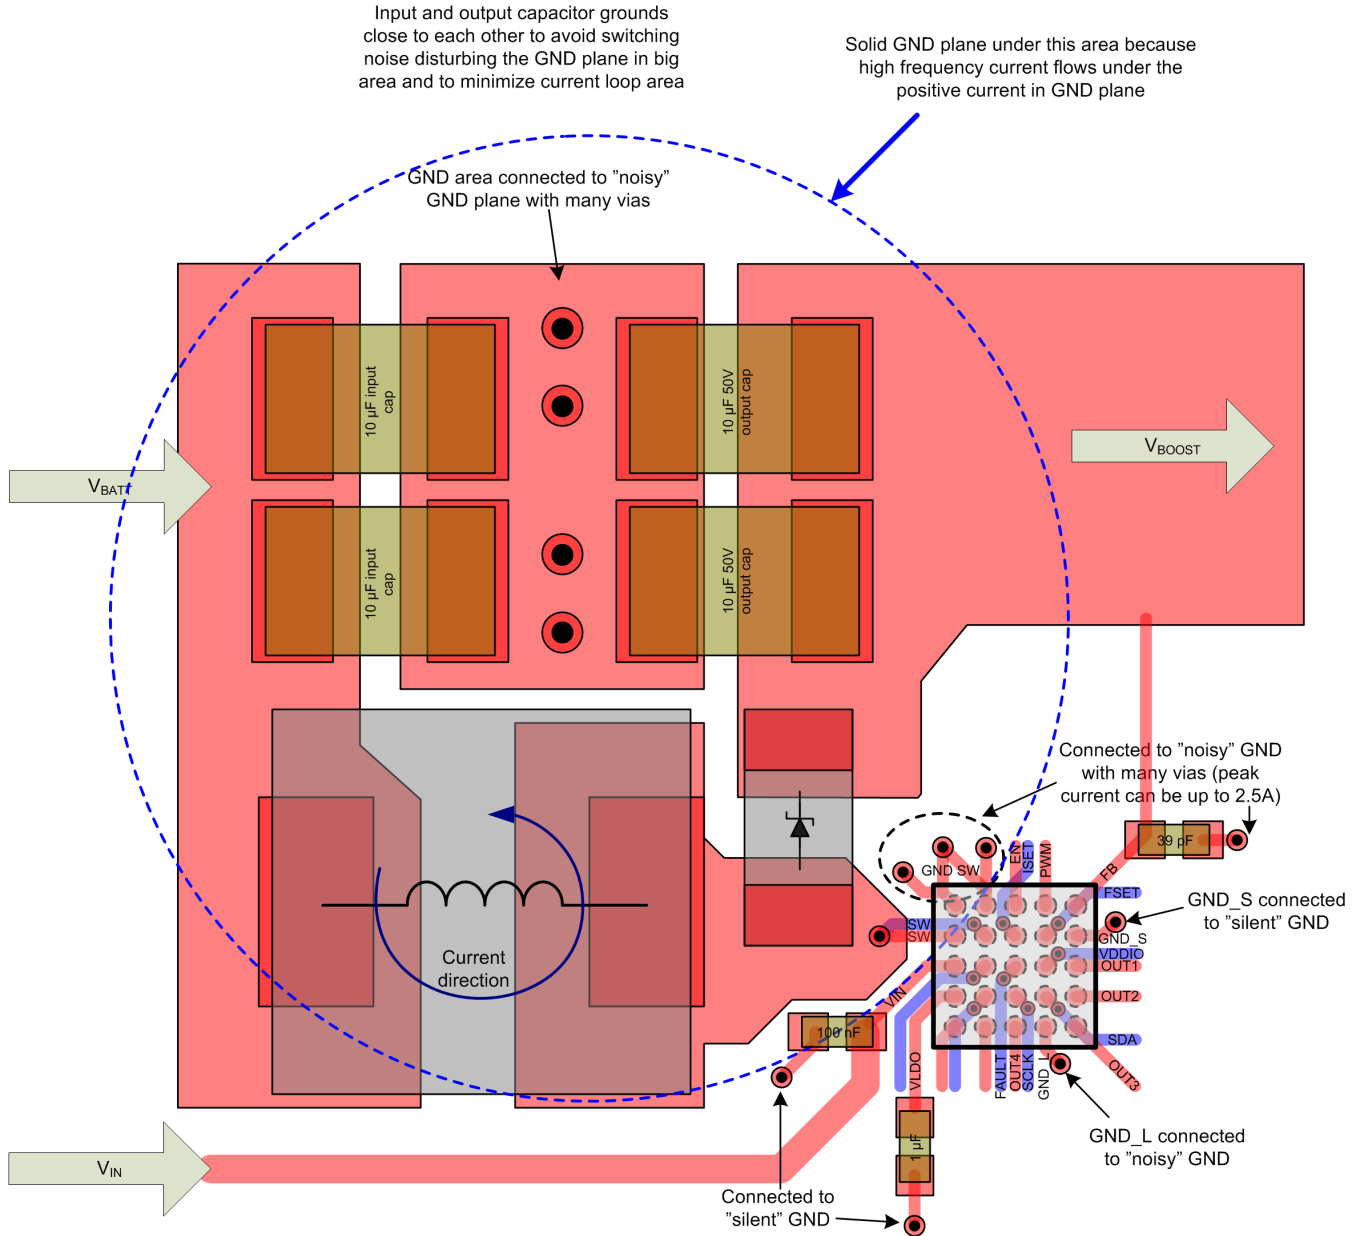 Input and output capacitor grounds
close to each other to avoid switching
noise disturbing the GND plane in big
area and to minimize current loop area
Solid GND plane under this area because
high frequency current flows under the
positive current in GND plane
GND area connected to ”noisy”
GND plane with many vias
10 µF input
cap
10 µF 50V
output cap
VBATT
VBOOST
10 µF input
cap
10 µF 50V
output cap
Connected to ”noisy” GND
with many vias (peak
current can be up to 2.5A)
39 pF
GND SW
EN
ISET
PWM
FB
FSET
GND_S connected
to ”silent” GND
SW
SW
GND_S
VDDIO
OUT1
OUT2
SDA
OUT3
Current
direction
VIN
100 nF
VLDO
FAULT
OUT4
SCLK
GND_L
1 µF
GND_L connected
to ”noisy” GND
VIN
Connected to
”silent” GND